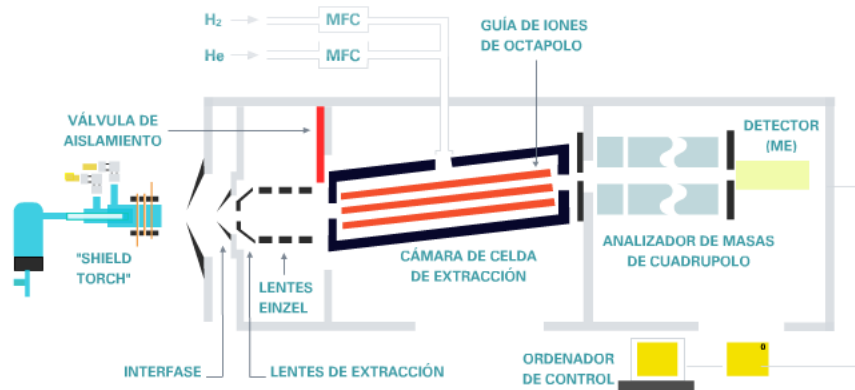 H₂
MFC
He
MFC
GUÍA DE IONES
DE OCTAPOLO
VÁLVULA DE
AISLAMIENTO
DETECTOR
(ME)
"SHIELD
TORCH"
LENTES
EINZEL
CÁMARA DE CELDA
DE EXTRACCIÓN
ANALIZADOR DE MASAS
DE CUADRUPOLO
INTERFASE
LENTES DE EXTRACCIÓN
ORDENADOR
DE CONTROL
0